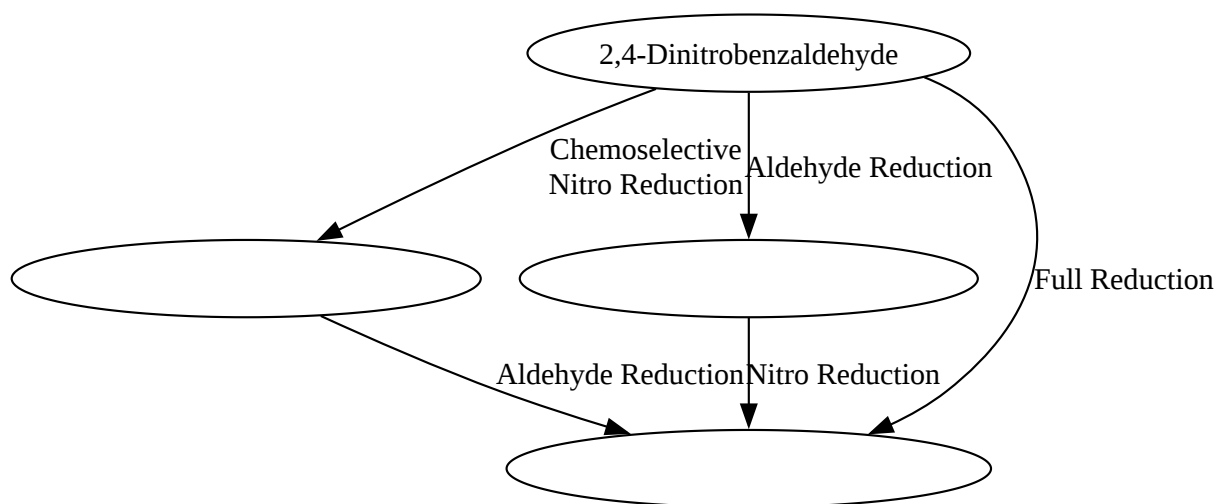 2,4-Dinitrobenzaldehyde
Chemoselective
Nitro Reduction
Aldehyde Reduction
Full Reduction
Aldehyde Reduction
Nitro Reduction